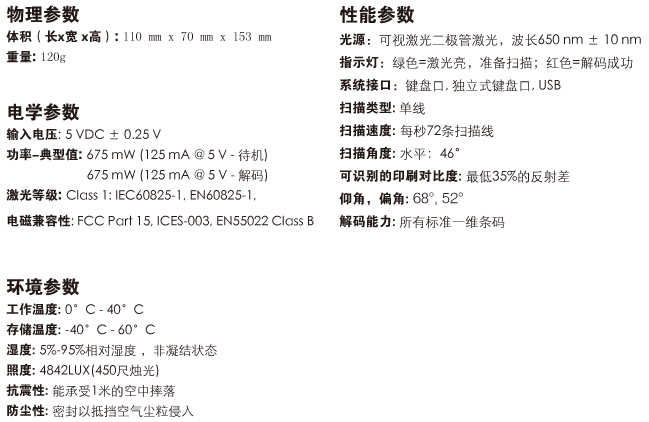 物理参数
体积（长x宽 x高）: 110 mm x 70 mm x 153 mm
重量: 120g
电学参数
输入电压: 5 VDC ± 0.25 V
功率-典型值: 675 mW (125 mA @ 5 V - 待机)
675 mW (125 mA @ 5 V - 解码)
激光等级: Class 1: IEC60825-1, EN60825-1,
电磁兼容性: FCC Part 15, ICES-003, EN55022 Class B
环境参数
工作温度: 0° C - 40° C
存储温度: -40° C - 60° C
湿度: 5%-95%相对湿度，非凝结状态
照度: 4842LUX(450尺烛光)
抗震性: 能承受1米的空中摔落
防尘性: 密封以抵挡空气尘粒侵入
性能参数
光源：可视激光二极管激光，波长650 nm ± 10 nm
指示灯：绿色=激光亮，准备扫描；红色=解码成功
系统接口：键盘口, 独立式键盘口, USB
扫描类型: 单线
扫描速度: 每秒72条扫描线
扫描角度: 水平：46°
可识别的印刷对比度: 最低35%的反射差
仰角，偏角: 68°, 52°
解码能力: 所有标准一维条码